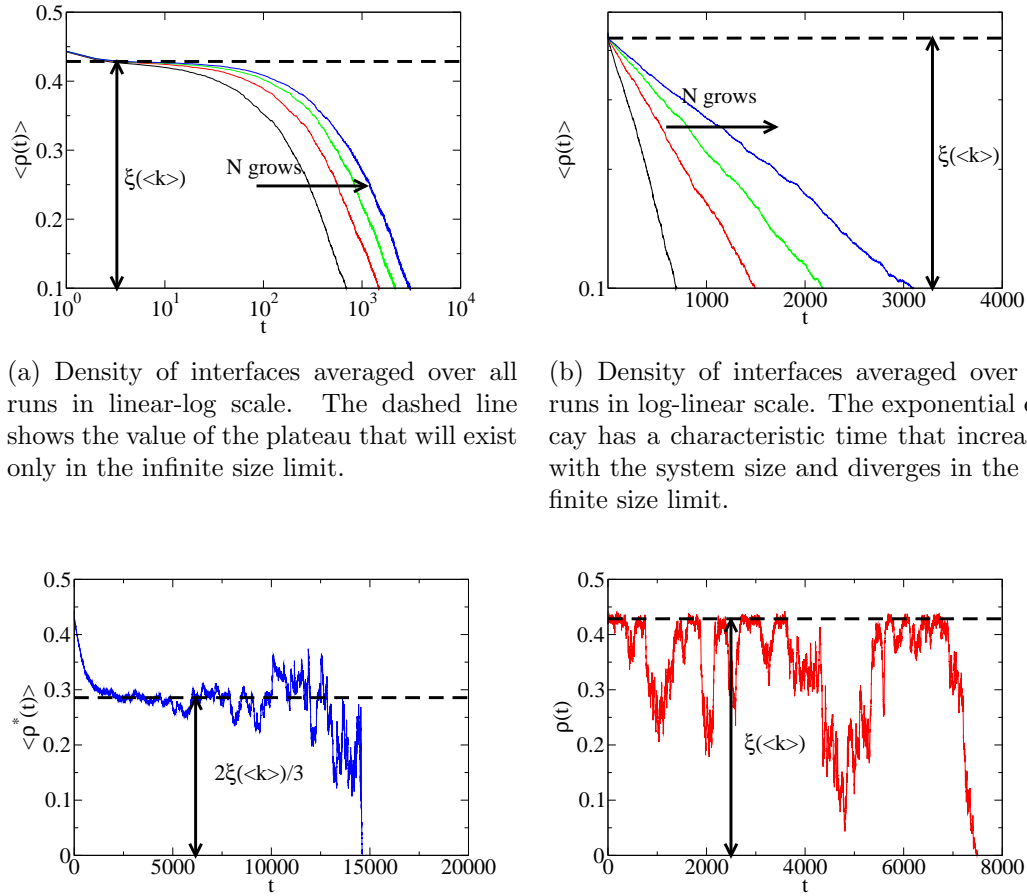 0.5
0.4
0.3
0.2
0.1
<ρ(t)>
ξ(<k>)
N grows
10^0 10^1 10^2 10^3 10^4
t
0.1
<ρ(t)>
N grows
ξ(<k>)
1000 2000 3000 4000
t
(a) Density of interfaces averaged over all
runs in linear-log scale. The dashed line
shows the value of the plateau that will exist
only in the infinite size limit.
(b) Density of interfaces averaged over
runs in log-linear scale. The exponential
cay has a characteristic time that increa
with the system size and diverges in the
finite size limit.
0.5
0.4
0.3
0.2
0.1
0
<ρ*(t)>
2ξ(<k>)/3
0 5000 10000 15000 20000
t
0.5
0.4
0.3
0.2
0.1
0
ρ(t)
ξ(<k>)
0 2000 4000 6000 8000
t